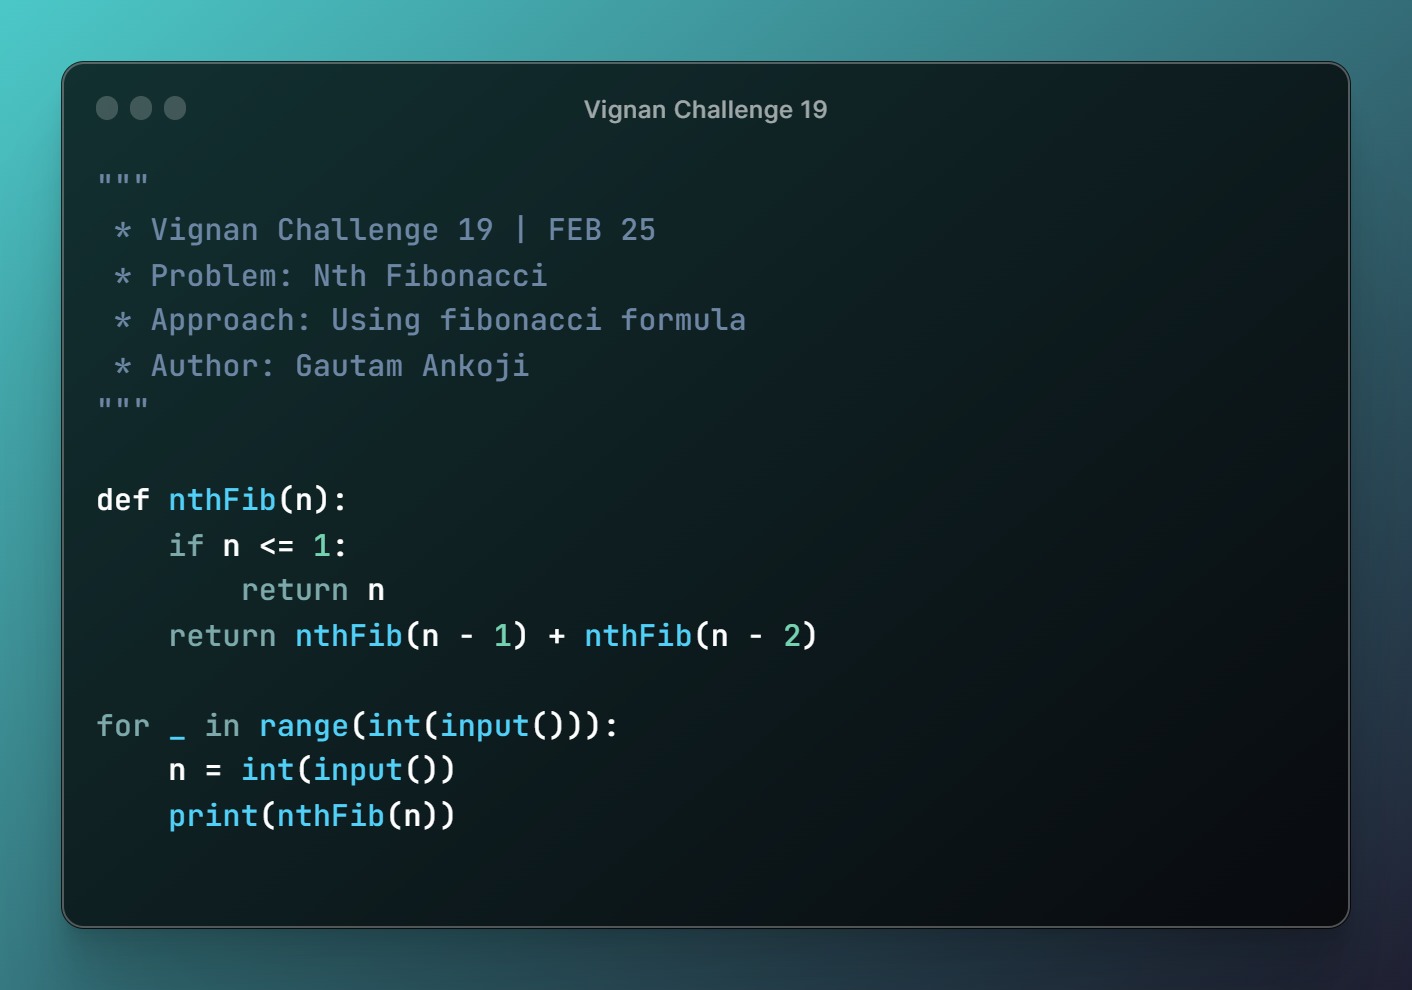 Vignan Challenge 19
"""
 * Vignan Challenge 19 | FEB 25
 * Problem: Nth Fibonacci
 * Approach: Using fibonacci formula
 * Author: Gautam Ankoji
"""
def nthFib(n):
    if n <= 1:
        return n
    return nthFib(n - 1) + nthFib(n - 2)
for _ in range(int(input())):
    n = int(input())
    print(nthFib(n))